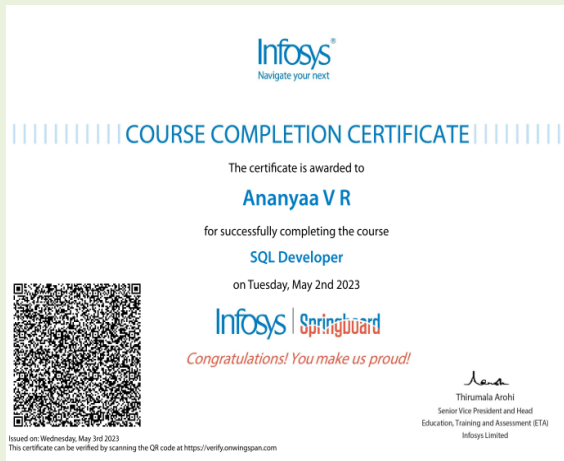 Infosys®
Navigate your next
COURSE COMPLETION CERTIFICATE
The certificate is awarded to
Ananyaa V R
for successfully completing the course
SQL Developer
on Tuesday, May 2nd 2023
Infosys | Springboard
Congratulations! You make us proud!
Thirumala Arohi
Senior Vice President and Head
Education, Training and Assessment (ETA)
Infosys Limited
Issued on: Wednesday, May 3rd 2023
This certificate can be verified by scanning the QR code at https://verify.onwingspan.com